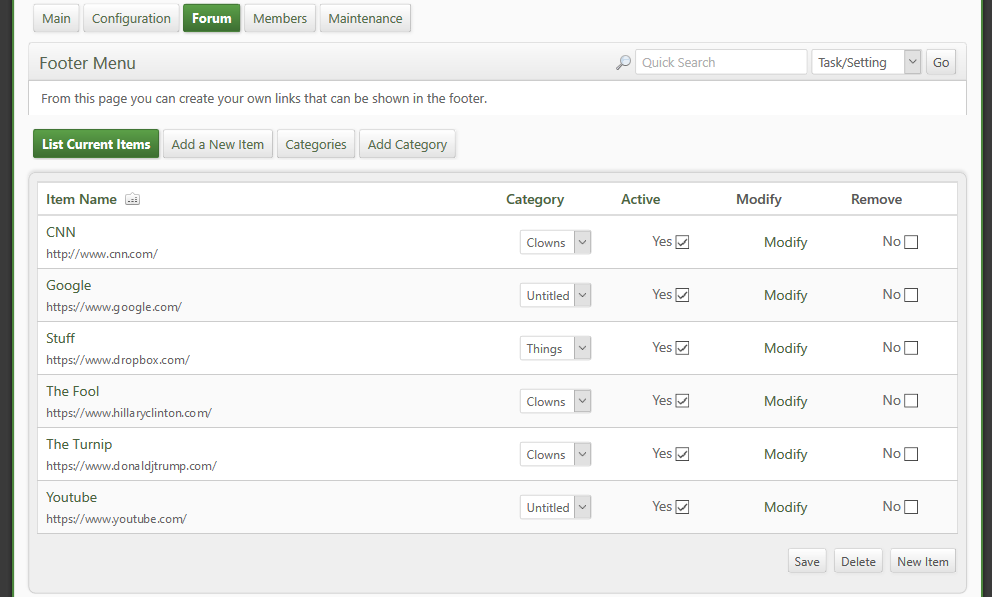 Main Configuration Forum Members Maintenance
Footer Menu Quick Search Task/Setting Go
From this page you can create your own links that can be shown in the footer.
List Current Items Add a New Item Categories Add Category
Item Name Category Active Modify Remove
CNN
http://www.cnn.com/
Clowns Yes Modify No
Google
https://www.google.com/
Untitled Yes Modify No
Stuff
https://www.dropbox.com/
Things Yes Modify No
The Fool
https://www.hillaryclinton.com/
Clowns Yes Modify No
The Turnip
https://www.donaldjtrump.com/
Clowns Yes Modify No
Youtube
https://www.youtube.com/
Untitled Yes Modify No
Save Delete New Item